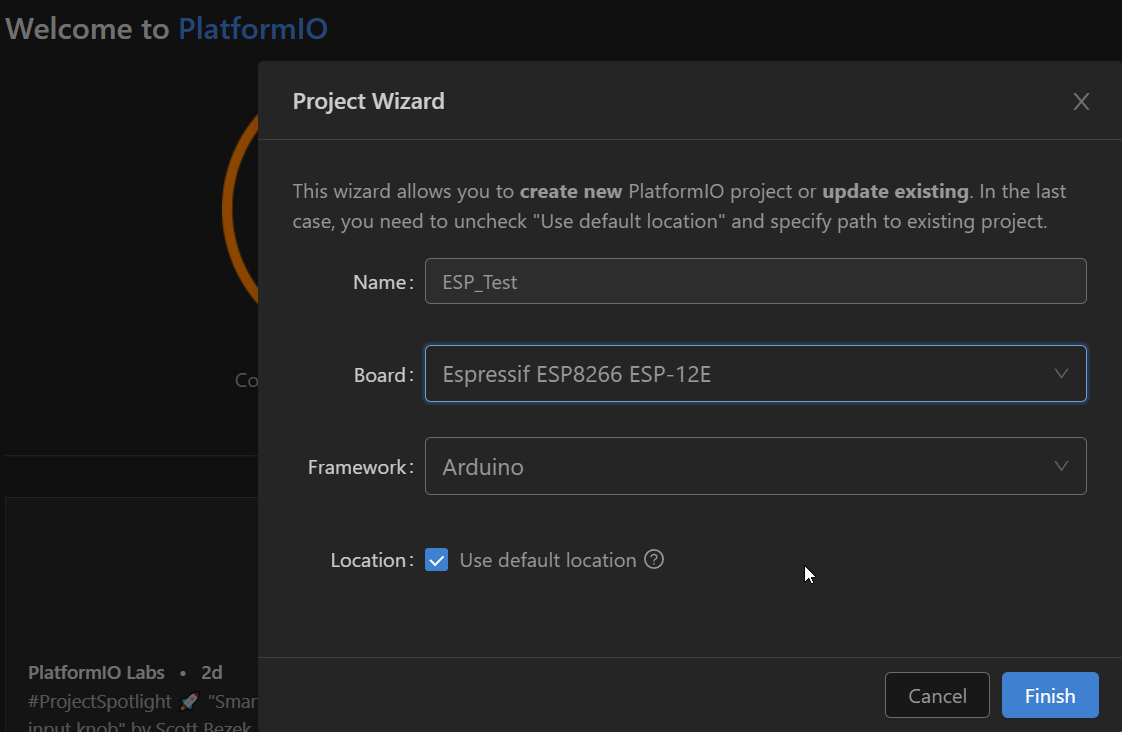 Welcome to PlatformIO
Project Wizard
This wizard allows you to create new PlatformIO project or update existing. In the last
case, you need to uncheck "Use default location" and specify path to existing project.
Name:
ESP_Test
Board:
Espressif ESP8266 ESP-12E
Co
Framework:
Arduino
Location:
Use default location
PlatformIO Labs • 2d
#ProjectSpotlight 🚀 "Smar
input knob" by Scott Bezek
Cancel
Finish